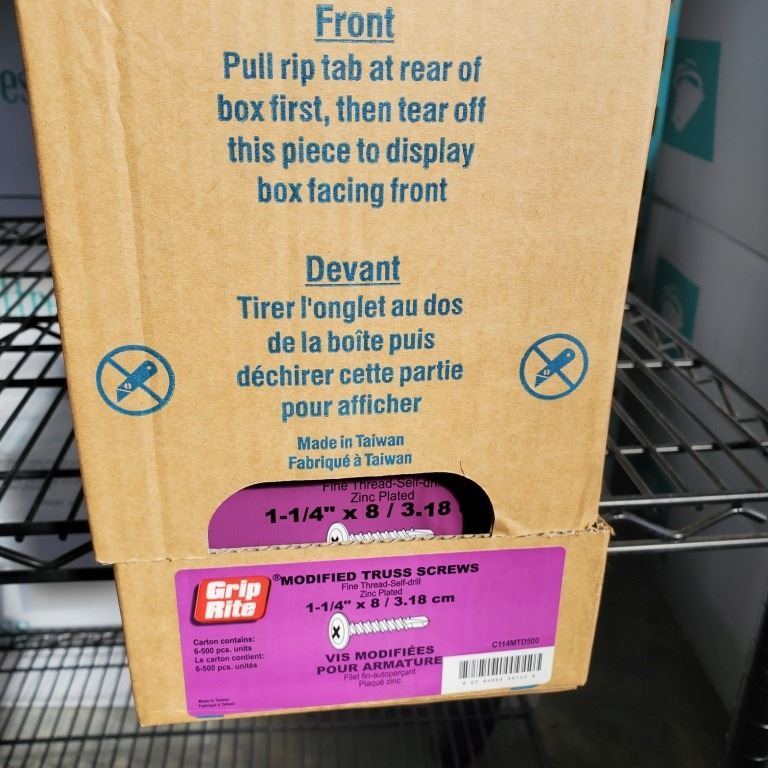 Front
Pull rip tab at rear of
box first, then tear off
this piece to display
box facing front
Devant
Tirer l'onglet au dos
de la boîte puis
déchirer cette partie
pour afficher
Made in Taiwan
Fabriqué à Taiwan
Fine Thread-Self-drill
Zinc Plated
1-1/4" x 8 / 3.18
Grip
Rite
®MODIFIED TRUSS SCREWS
Fine Thread-Self-drill
Zinc Plated
1-1/4" x 8 / 3.18 cm
Carton contains:
6-500 pcs. units
Le carton contient:
6-500 pcs. unités
C114MTD500
VIS MODIFIÉES
POUR ARMATURE
Filet fin-autoperçant
Plaqué zinc
Made in Taiwan
Fabriqué à Taiwan